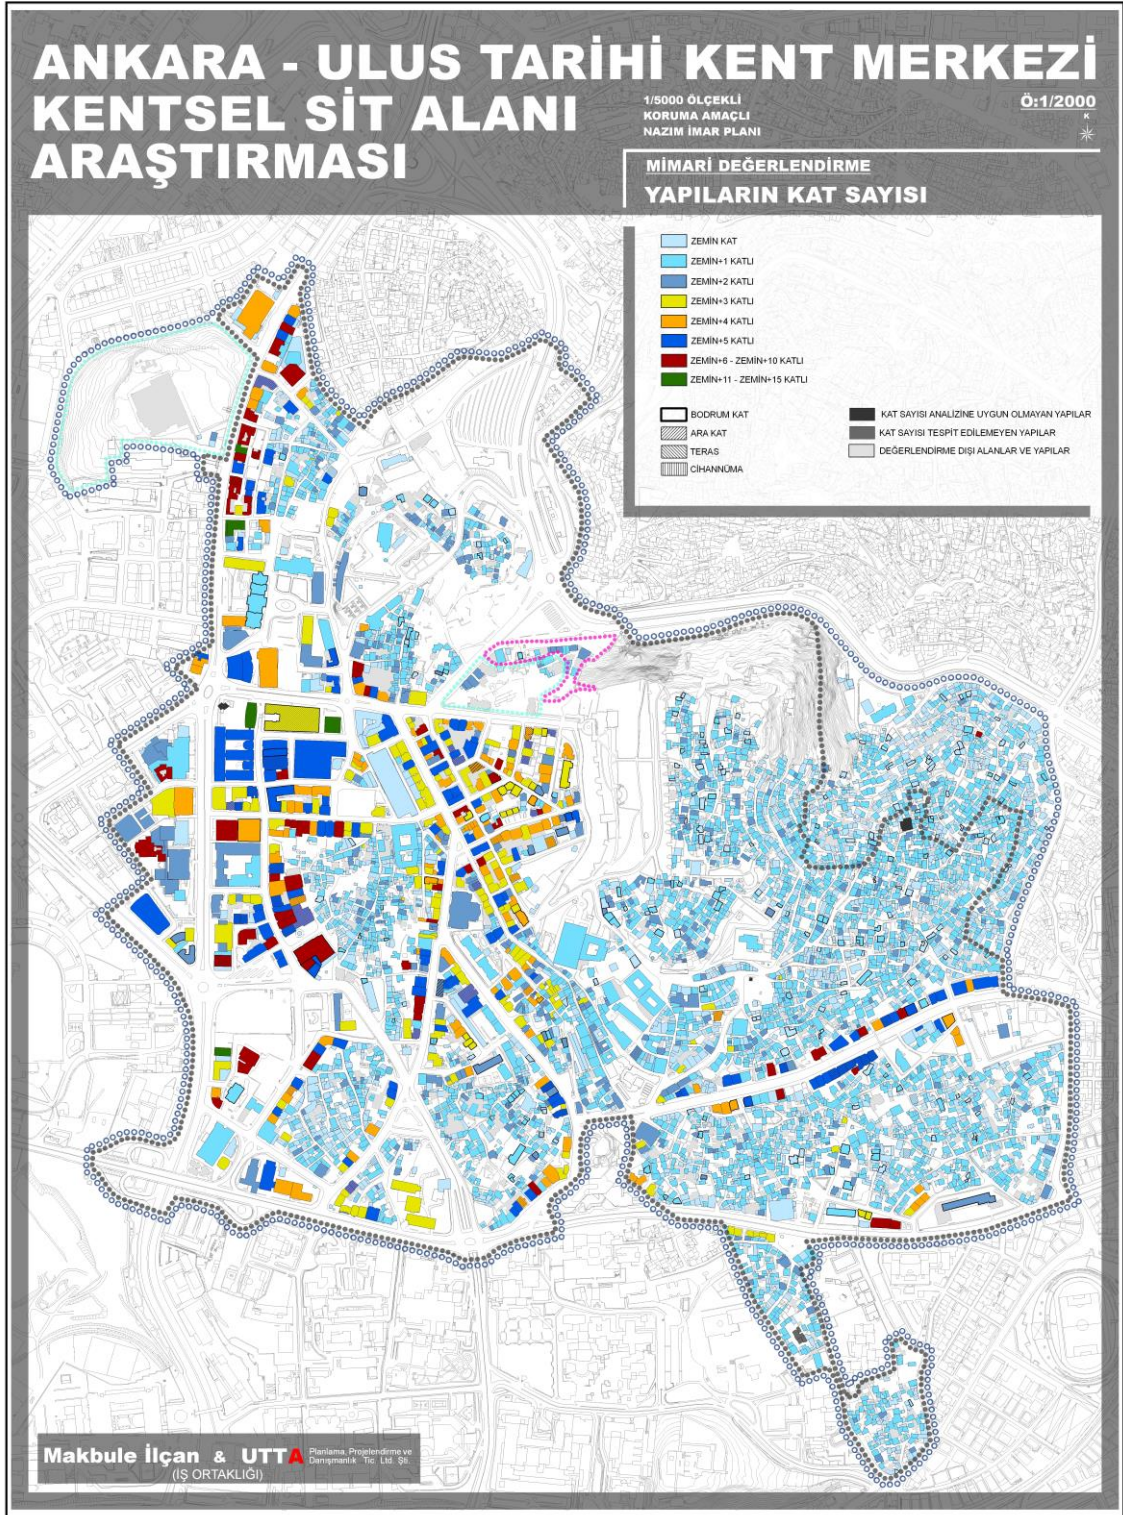 ANKARA - ULUS TARİHİ KENT MERKEZİ
KENTSEL SİT ALANI
ARAŞTIRMASI
1/5000 ÖLÇEKLİ
KORUMA AMAÇLI
NAZIM İMAR PLANI
Ö:1/2000
K
MİMARİ DEĞERLENDİRME
YAPILARIN KAT SAYISI
ZEMİN KAT
ZEMİN+1 KATLI
ZEMİN+2 KATLI
ZEMİN+3 KATLI
ZEMİN+4 KATLI
ZEMİN+5 KATLI
ZEMİN+6 - ZEMİN+10 KATLI
ZEMİN+11 - ZEMİN+15 KATLI
BODRUM KAT
ARA KAT
TERAS
CİHANNÜMA
KAT SAYISI ANALİZİNE UYGUN OLMAYAN YAPILAR
KAT SAYISI TESPİT EDİLEMEYEN YAPILAR
DEĞERLENDİRME DIŞI ALANLAR VE YAPILAR
Makbule İlçan & UTTA
Planlama, Projelendirme ve
Danışmanlık Tic. Ltd. Şti.
(İŞ ORTAKLIĞI)